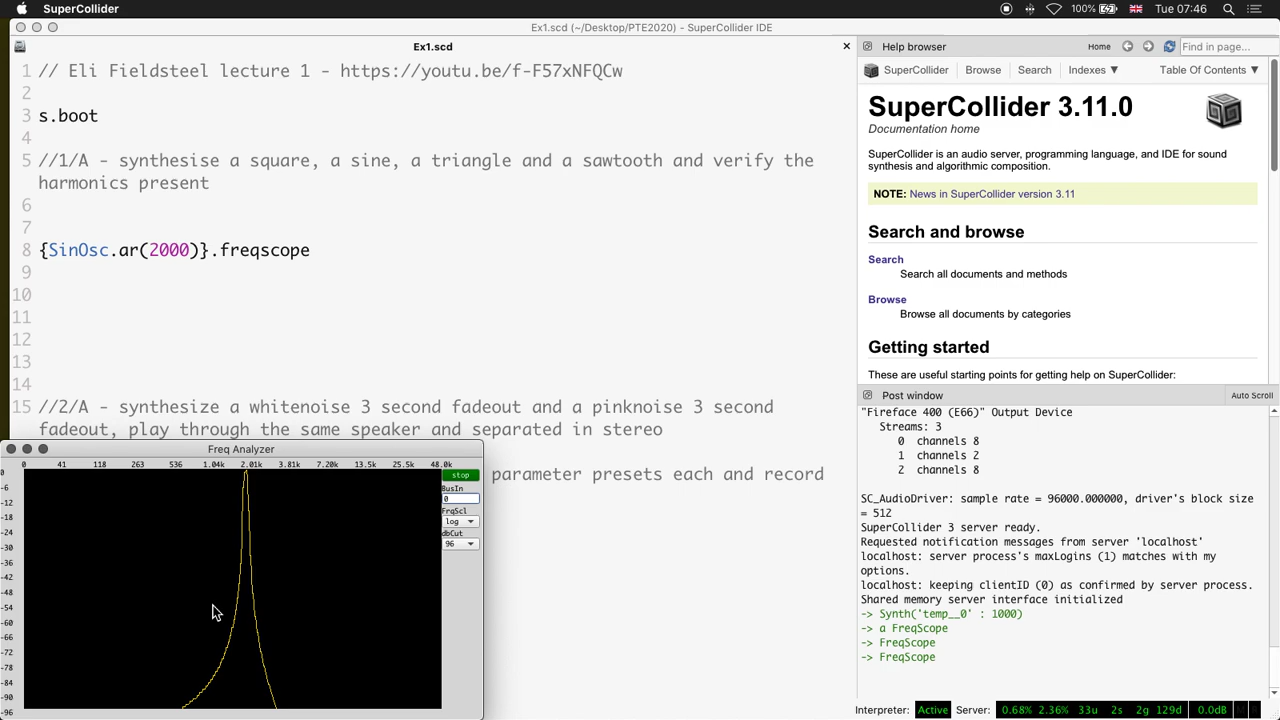 SuperCollider
100%
Tue 07:46
Ex1.scd (~/Desktop/PTE2020) - SuperCollider IDE
Ex1.scd
1 // Eli Fieldsteel lecture 1 - https://youtu.be/f-F57xNFQCw
2
3 s.boot
4
5 //1/A - synthesise a square, a sine, a triangle and a sawtooth and verify the
harmonics present
6
7
8 {SinOsc.ar(2000)}.freqscope
9
10
11
12
13
14
15 //2/A - synthesize a whitenoise 3 second fadeout and a pinknoise 3 second
fadeout, play through the same speaker and separated in stereo
parameter presets each and record
Freq Analyzer
0 41 118 263 536 1.04k 2.01k 3.81k 7.20k 13.5k 25.5k 48.0k
0
-6
-12
-18
-24
-30
-36
-42
-48
-54
-60
-66
-72
-78
-84
-90
-96
stop
BusIn
0
FrqScl
log
dbCut
96
Help browser
Home
Find in page...
SuperCollider Browse Search Indexes ▼ Table Of Contents ▼
SuperCollider 3.11.0
Documentation home
SuperCollider is an audio server, programming language, and IDE for sound
synthesis and algorithmic composition.
NOTE: News in SuperCollider version 3.11
Search and browse
Search
Search all documents and methods
Browse
Browse all documents by categories
Getting started
These are useful starting points for getting help on SuperCollider:
Post window
Auto Scroll
"Fireface 400 (E66)" Output Device
Streams: 3
0 channels 8
1 channels 2
2 channels 8
SC_AudioDriver: sample rate = 96000.000000, driver's block size
= 512
SuperCollider 3 server ready.
Requested notification messages from server 'localhost'
localhost: server process's maxLogins (1) matches with my
options.
localhost: keeping clientID (0) as confirmed by server process.
Shared memory server interface initialized
-> Synth('temp__0' : 1000)
-> a FreqScope
-> FreqScope
-> FreqScope
Interpreter: Active Server: 0.68% 2.36% 33u 2s 2g 129d 0.0dB